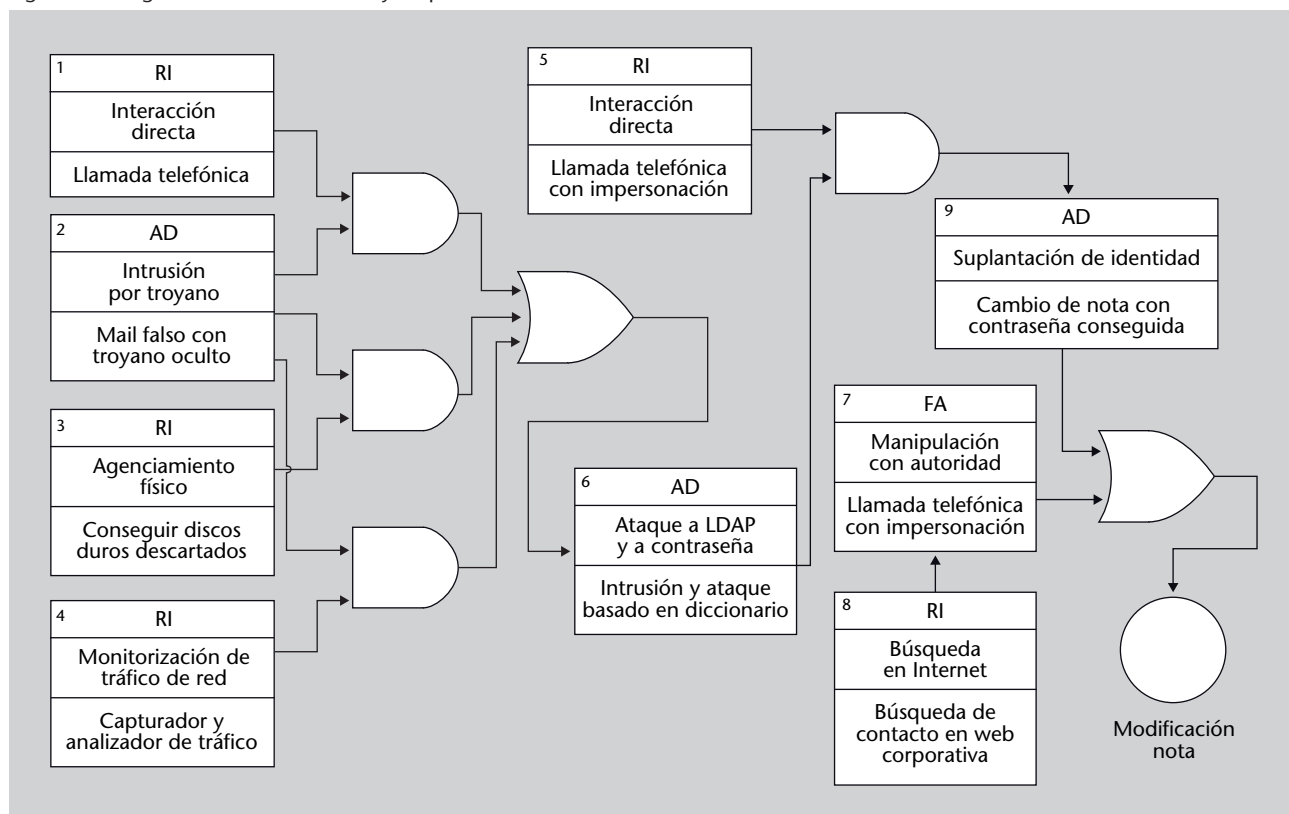 1
RI
Interacción
directa
Llamada telefónica
2
AD
Intrusión
por troyano
Mail falso con
troyano oculto
3
RI
Agenciamiento
físico
Conseguir discos
duros descartados
4
RI
Monitorización de
tráfico de red
Capturador y
analizador de tráfico
5
RI
Interacción
directa
Llamada telefónica
con impersonación
6
AD
Ataque a LDAP
y a contraseña
Intrusión y ataque
basado en diccionario
9
AD
Suplantación de identidad
Cambio de nota con
contraseña conseguida
7
FA
Manipulación
con autoridad
Llamada telefónica
con impersonación
8
RI
Búsqueda
en Internet
Búsqueda de
contacto en web
corporativa
Modificación
nota